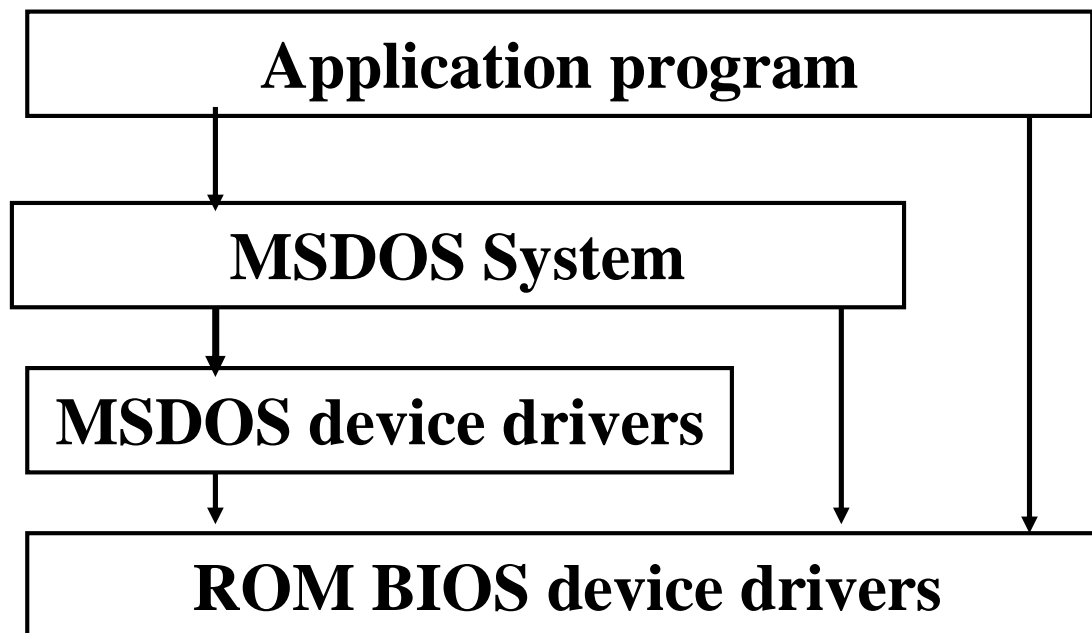 Application program
MSDOS System
MSDOS device drivers
ROM BIOS device drivers